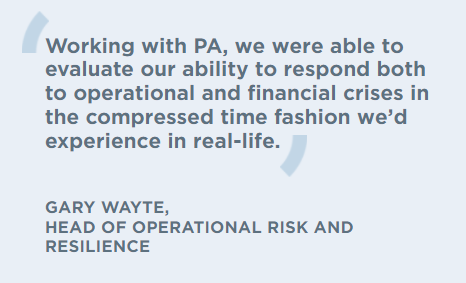 Working with PA, we were able to
evaluate our ability to respond both
to operational and financial crises in
the compressed time fashion we’d
experience in real-life.
GARY WAYTE,
HEAD OF OPERATIONAL RISK AND
RESILIENCE